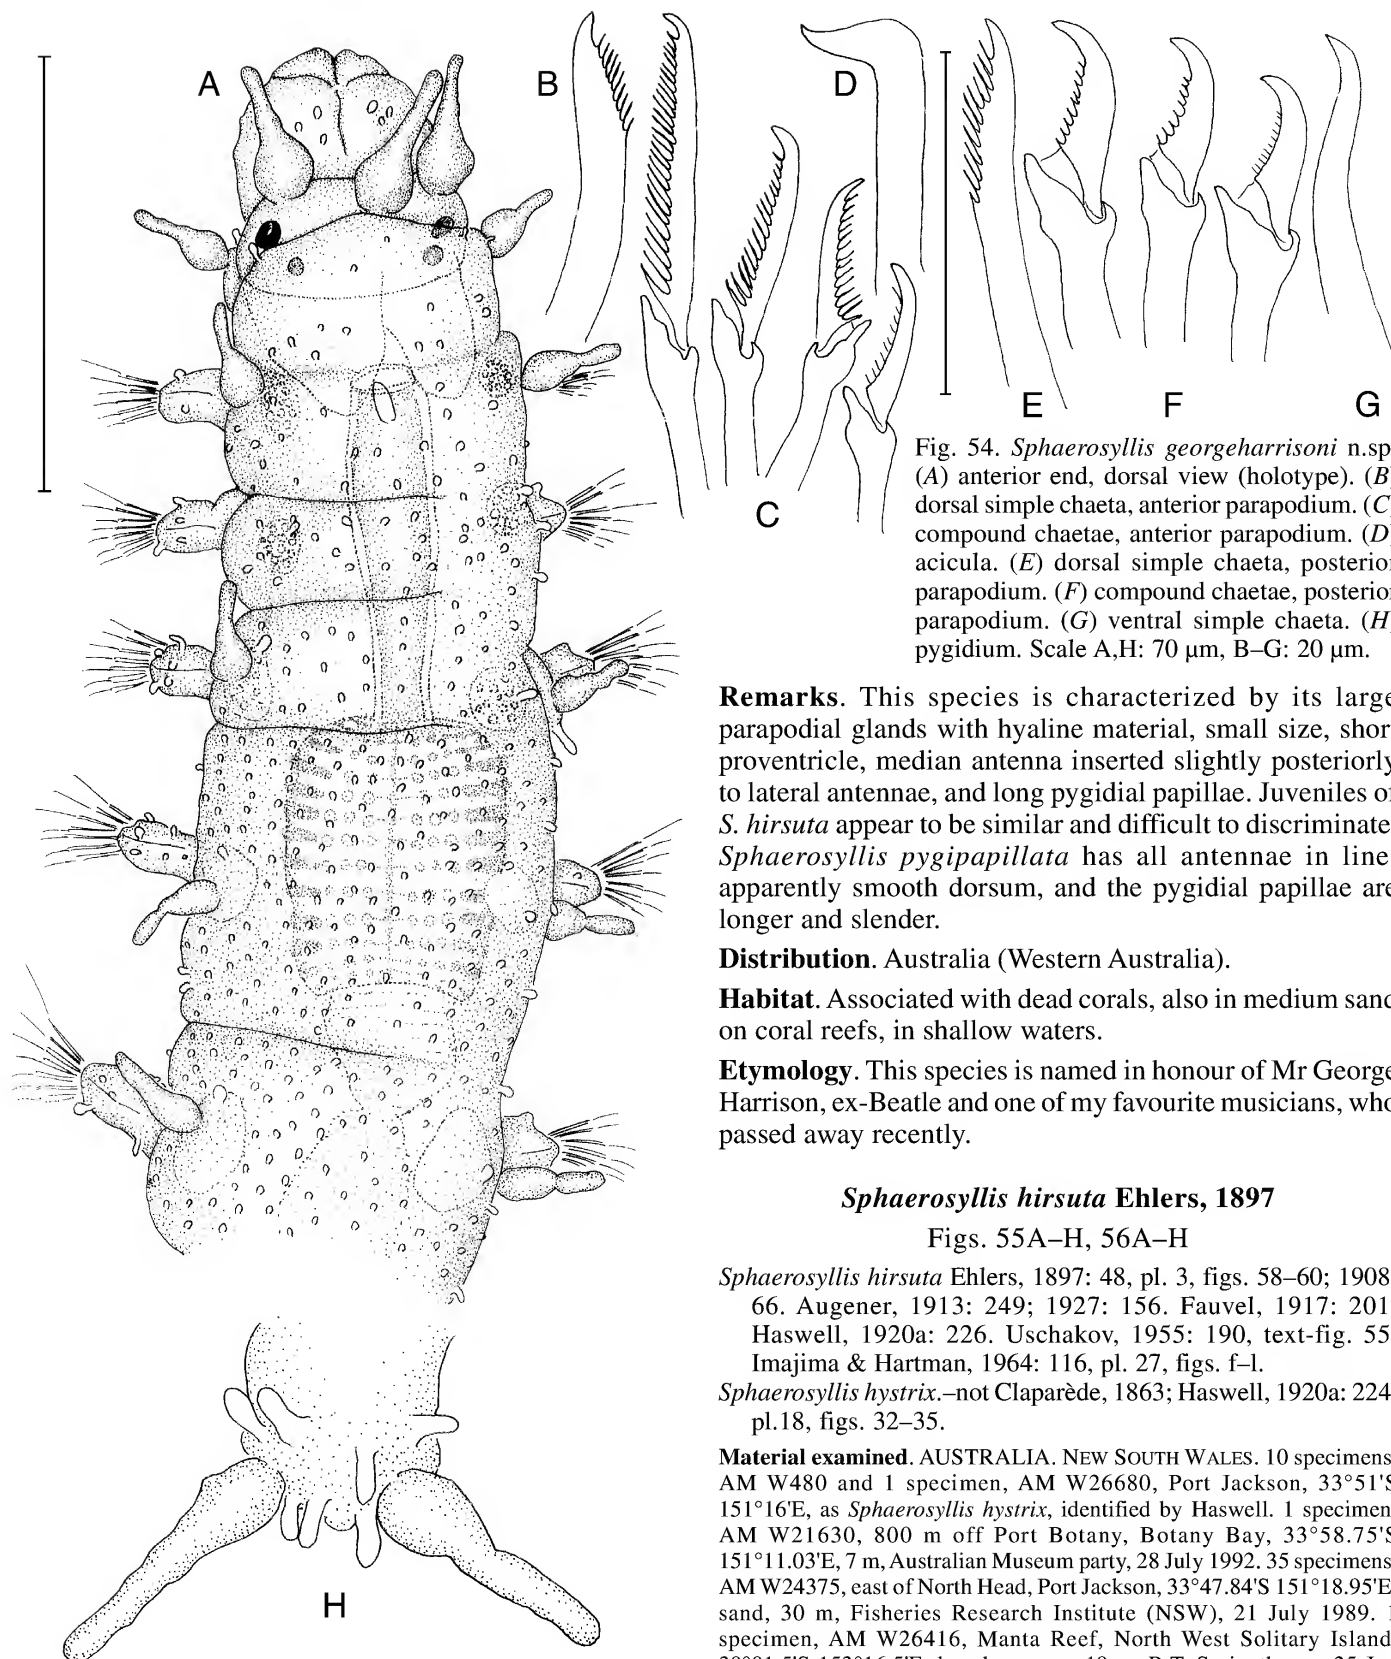 A
B
D
E
F
G
C
Fig. 54. Sphaerosyllis georgeharrisoni n.sp
(A) anterior end, dorsal view (holotype). (B
dorsal simple chaeta, anterior parapodium. (C
compound chaetae, anterior parapodium. (D
acicula. (E) dorsal simple chaeta, posterior
parapodium. (F) compound chaetae, posterior
parapodium. (G) ventral simple chaeta. (H
pygidium. Scale A,H: 70 µm, B–G: 20 µm.
Remarks. This species is characterized by its large
parapodial glands with hyaline material, small size, shor
proventricle, median antenna inserted slightly posteriorly
to lateral antennae, and long pygidial papillae. Juveniles of
S. hirsuta appear to be similar and difficult to discriminate
Sphaerosyllis pygipapillata has all antennae in line
apparently smooth dorsum, and the pygidial papillae are
longer and slender.
Distribution. Australia (Western Australia).
Habitat. Associated with dead corals, also in medium sand
on coral reefs, in shallow waters.
Etymology. This species is named in honour of Mr George
Harrison, ex-Beatle and one of my favourite musicians, who
passed away recently.
Sphaerosyllis hirsuta Ehlers, 1897
Figs. 55A–H, 56A–H
Sphaerosyllis hirsuta Ehlers, 1897: 48, pl. 3, figs. 58–60; 1908
66. Augener, 1913: 249; 1927: 156. Fauvel, 1917: 201
Haswell, 1920a: 226. Uschakov, 1955: 190, text-fig. 55
Imajima & Hartman, 1964: 116, pl. 27, figs. f–l.
Sphaerosyllis hystrix.–not Claparède, 1863; Haswell, 1920a: 224
pl.18, figs. 32–35.
Material examined. AUSTRALIA. NEW SOUTH WALES. 10 specimens
AM W480 and 1 specimen, AM W26680, Port Jackson, 33°51'S
151°16'E, as Sphaerosyllis hystrix, identified by Haswell. 1 specimen
AM W21630, 800 m off Port Botany, Botany Bay, 33°58.75'S
151°11.03'E, 7 m, Australian Museum party, 28 July 1992. 35 specimens
AM W24375, east of North Head, Port Jackson, 33°47.84'S 151°18.95'E
sand, 30 m, Fisheries Research Institute (NSW), 21 July 1989. 1
specimen, AM W26416, Manta Reef, North West Solitary Island
H